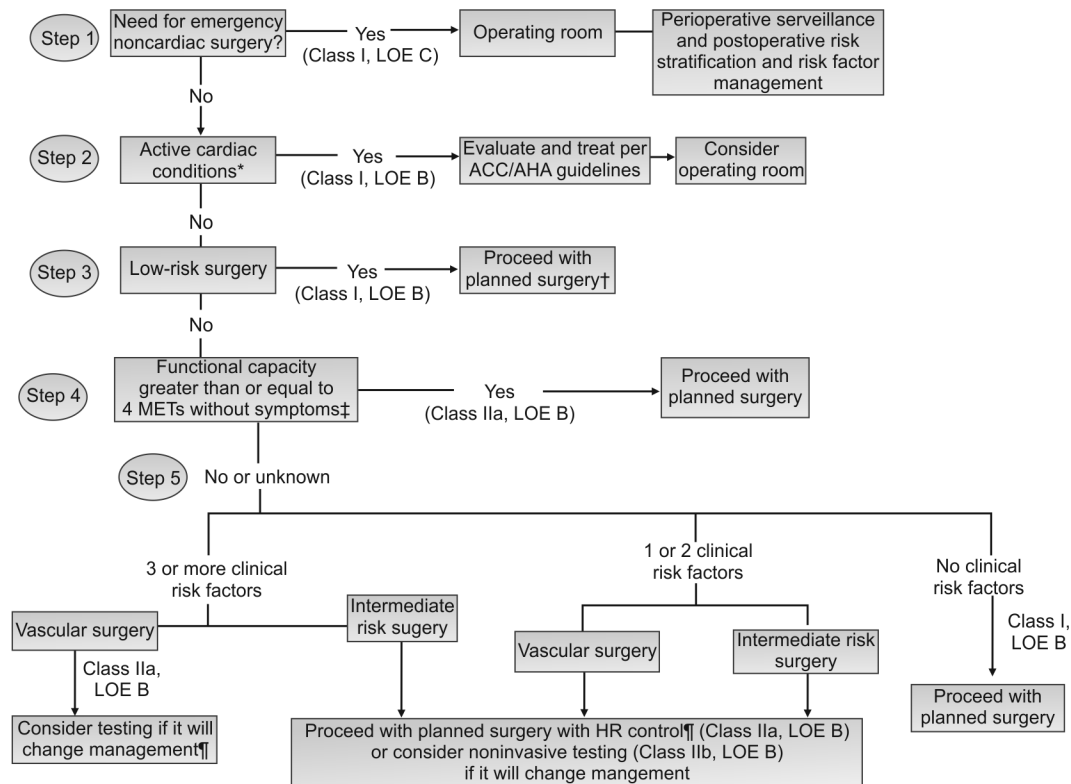 Step 1
Need for emergency
noncardiac surgery?
Yes
(Class I, LOE C)
Operating room
Perioperative serveillance
and postoperative risk
stratification and risk factor
management
No
Step 2
Active cardiac
conditions*
Yes
(Class I, LOE B)
Evaluate and treat per
ACC/AHA guidelines
Consider
operating room
No
Step 3
Low-risk surgery
Yes
(Class I, LOE B)
Proceed with
planned surgery†
No
Step 4
Functional capacity
greater than or equal to
4 METs without symptoms‡
Yes
(Class IIa, LOE B)
Proceed with
planned surgery
Step 5
No or unknown
3 or more clinical
risk factors
1 or 2 clinical
risk factors
No clinical
risk factors
Vascular surgery
Intermediate
risk sugery
Vascular surgery
Intermediate risk
surgery
Class I,
LOE B
Class IIa,
LOE B
Consider testing if it will
change management¶
Proceed with planned surgery with HR control¶ (Class IIa, LOE B)
or consider noninvasive testing (Class IIb, LOE B)
if it will change mangement
Proceed with
planned surgery